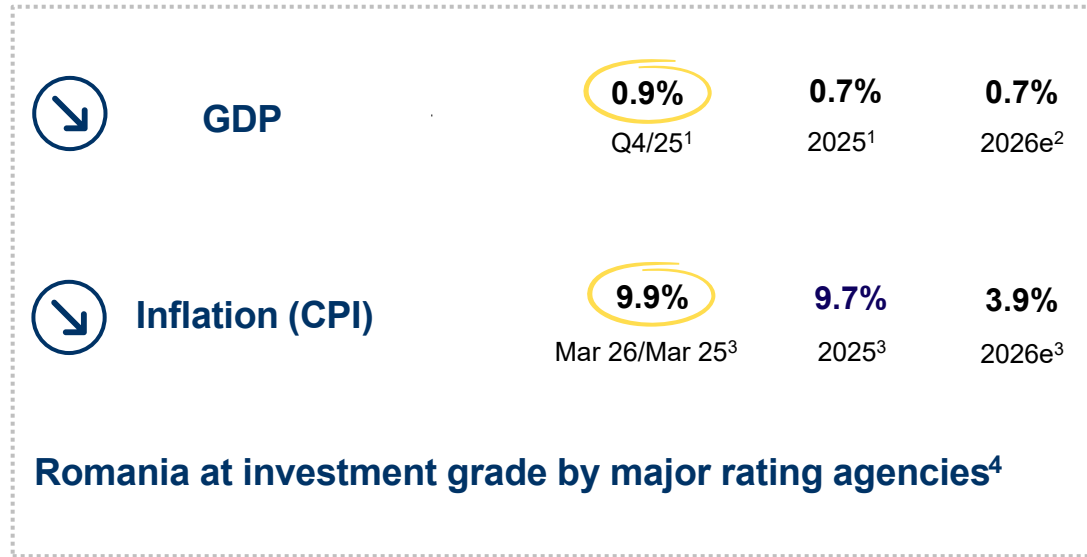 GDP
0.9% 0.7% 0.7%
Q4/25¹ 2025¹ 2026e²
Inflation (CPI)
9.9% 9.7% 3.9%
Mar 26/Mar 25³ 2025³ 2026e³
Romania at investment grade by major rating agencies⁴